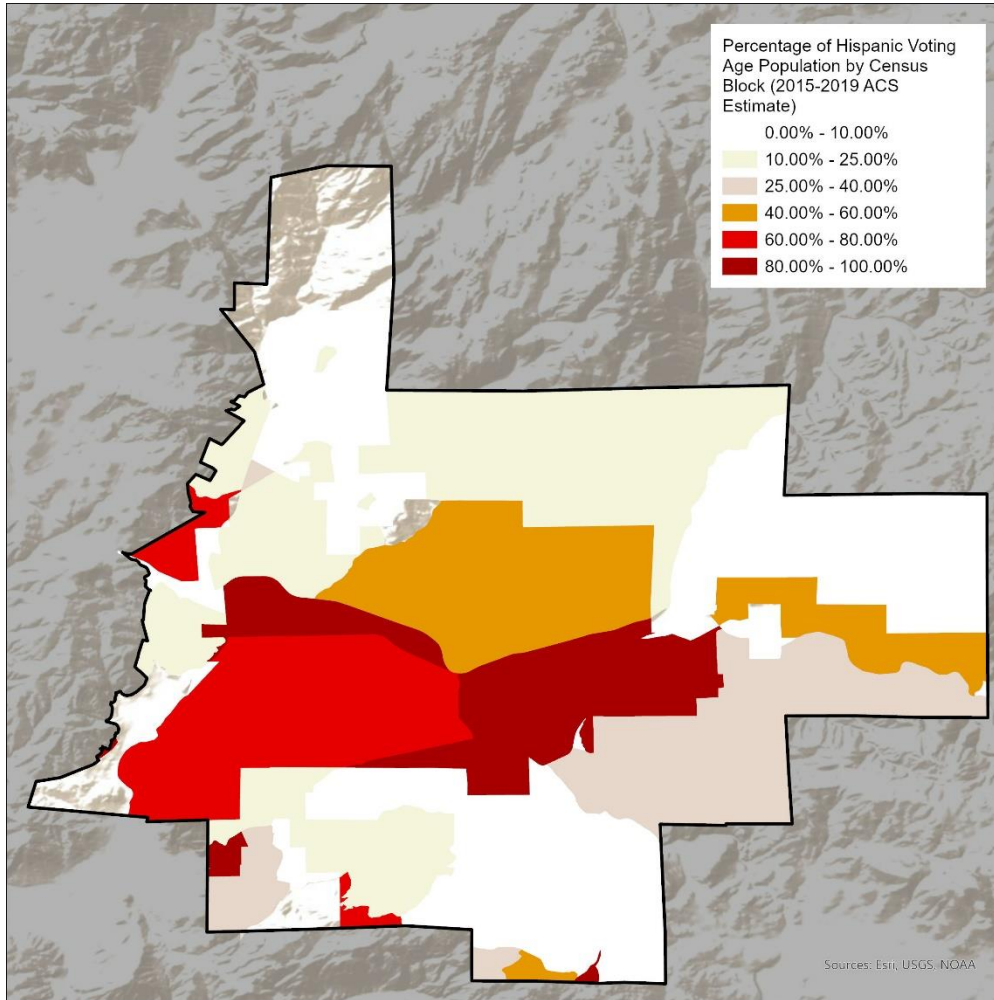 Percentage of Hispanic Voting
Age Population by Census
Block (2015-2019 ACS
Estimate)
0.00% - 10.00%
10.00% - 25.00%
25.00% - 40.00%
40.00% - 60.00%
60.00% - 80.00%
80.00% - 100.00%
Sources: Esri, USGS, NOAA